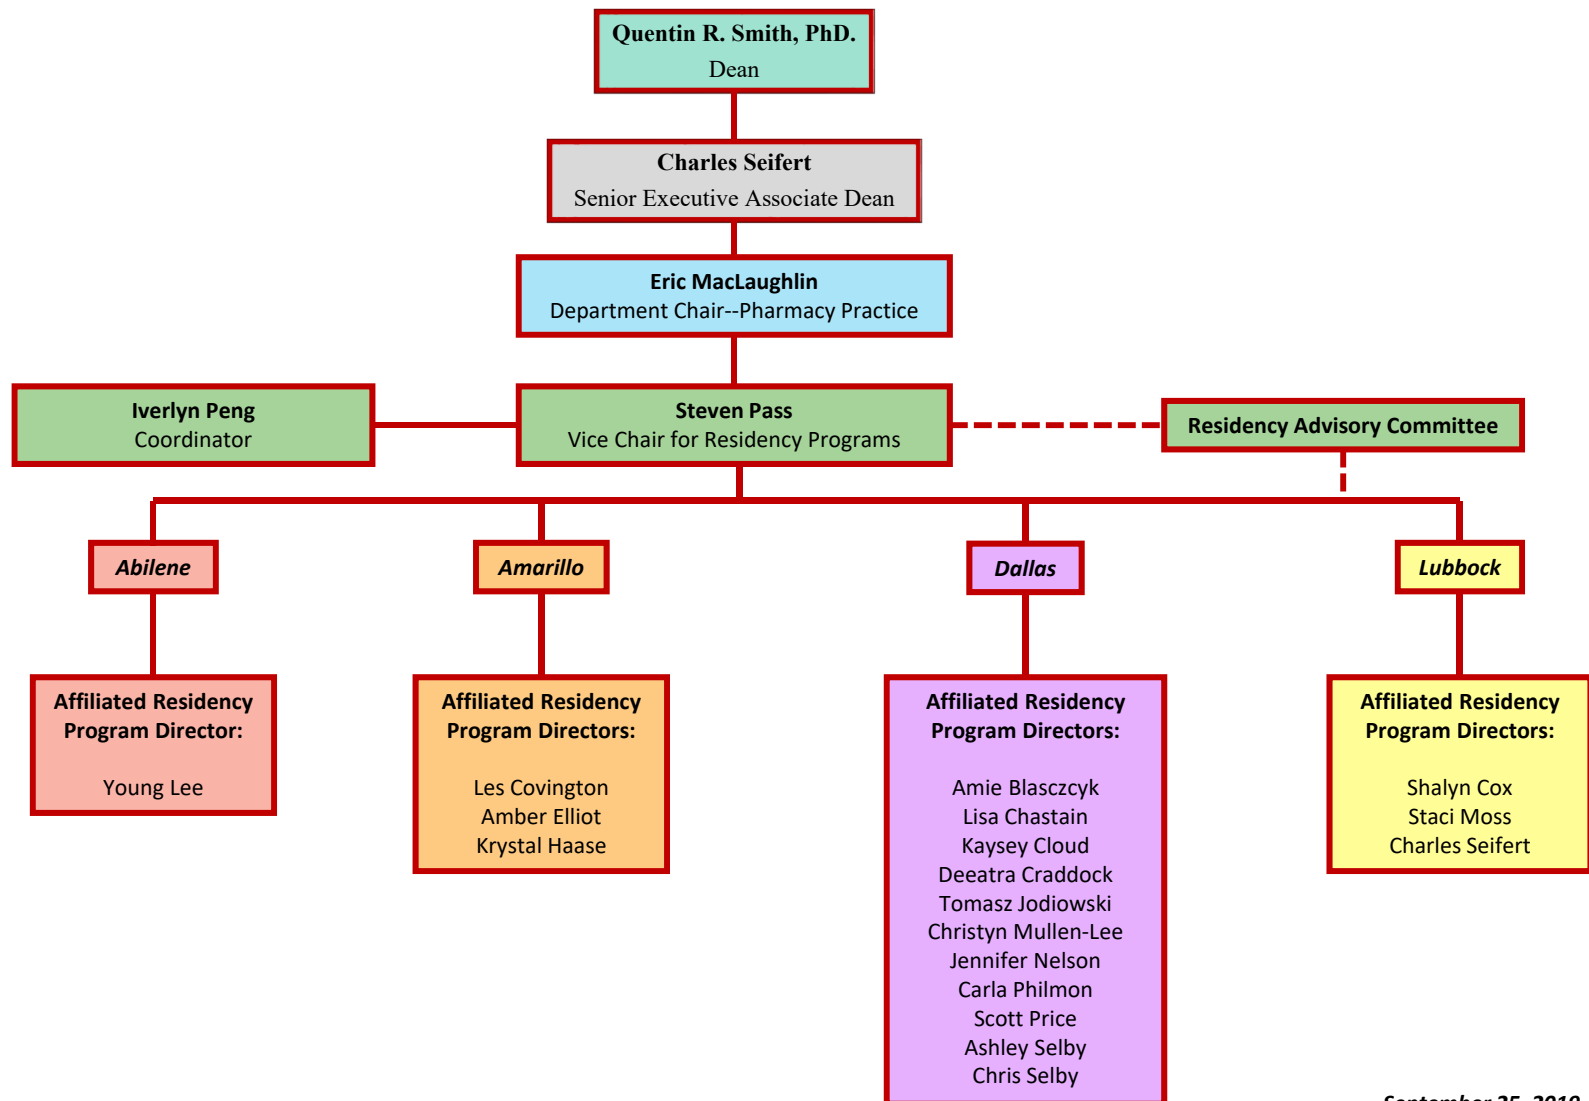 Quentin R. Smith, PhD.
Dean
Charles Seifert
Senior Executive Associate Dean
Eric MacLaughlin
Department Chair--Pharmacy Practice
Iverlyn Peng
Coordinator
Steven Pass
Vice Chair for Residency Programs
Residency Advisory Committee
Abilene
Amarillo
Dallas
Lubbock
Affiliated Residency
Program Director:
Young Lee
Affiliated Residency
Program Directors:
Les Covington
Amber Elliot
Krystal Haase
Affiliated Residency
Program Directors:
Amie Blasczcyk
Lisa Chastain
Kaysey Cloud
Deeatra Craddock
Tomasz Jodiowski
Christyn Mullen-Lee
Jennifer Nelson
Carla Philmon
Scott Price
Ashley Selby
Chris Selby
Affiliated Residency
Program Directors:
Shalyn Cox
Staci Moss
Charles Seifert
September 25, 2019